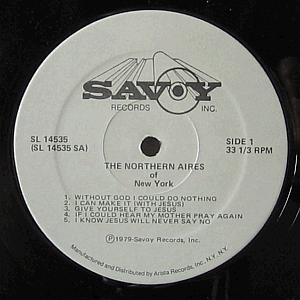 SAVOY
RECORDS INC.
SL 14535
(SL 14535 SA)
SIDE 1
33 1/3 RPM
THE NORTHERN AIRES
of
New York
1. WITHOUT GOD I COULD DO NOTHING
2. I CAN MAKE IT (WITH JESUS)
3. GIVE YOURSELF TO JESUS
4. IF I COULD HEAR MY MOTHER PRAY AGAIN
5. I KNOW JESUS WILL NEVER SAY NO
Ⓟ1979-Savoy Records, Inc.
Manufactured and Distributed by Arista Records, Inc. N.Y., N.Y.